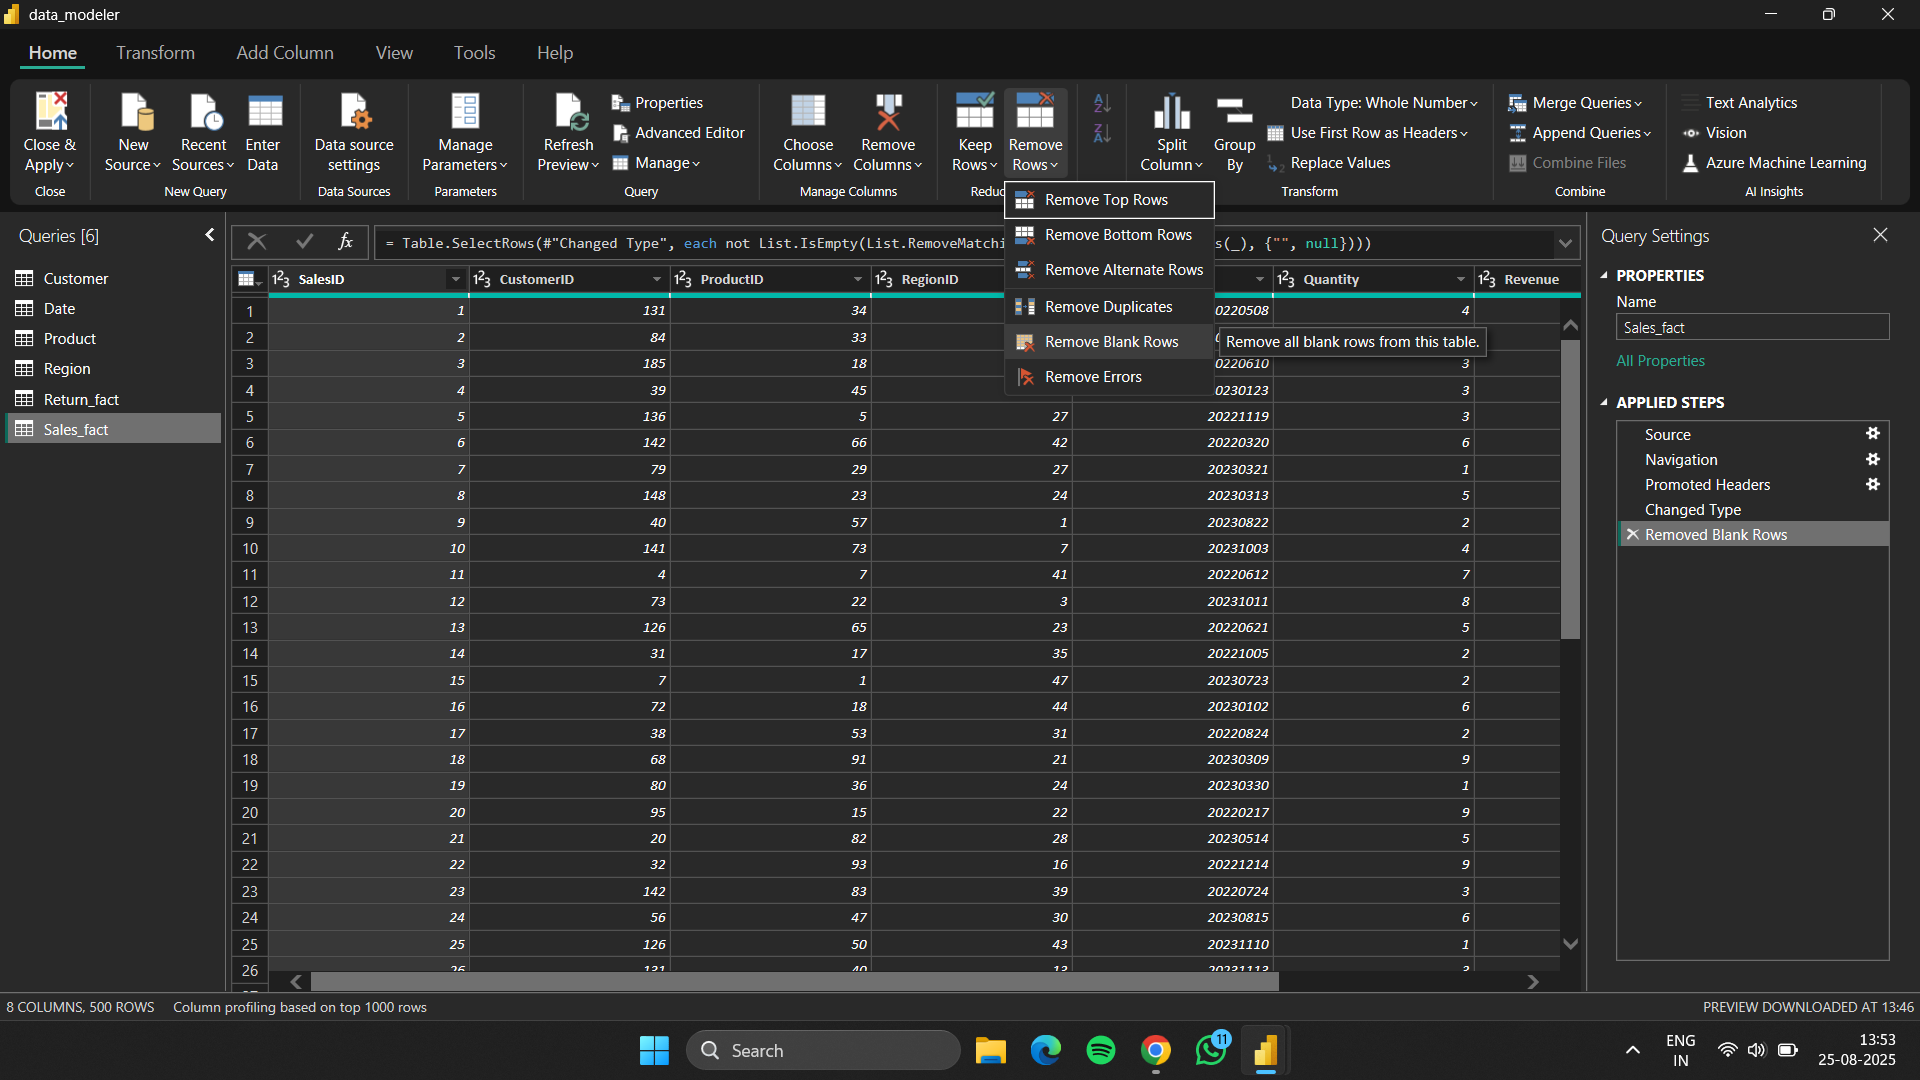 data_modeler
Home Transform Add Column View Tools Help
Close & Apply
Close
New Source
Recent Sources
Enter Data
New Query
Data source settings
Data Sources
Manage Parameters
Parameters
Refresh Preview
Properties
Advanced Editor
Manage
Query
Choose Columns
Remove Columns
Manage Columns
Keep Rows
Remove Rows
Reduc
Split Column
Group By
Data Type: Whole Number
Use First Row as Headers
Replace Values
Transform
Merge Queries
Append Queries
Combine Files
Combine
Text Analytics
Vision
Azure Machine Learning
AI Insights
Remove Top Rows
Remove Bottom Rows
Remove Alternate Rows
Remove Duplicates
Remove Blank Rows
Remove Errors
Remove all blank rows from this table.
Queries [6]
Customer
Date
Product
Region
Return_fact
Sales_fact
fx = Table.SelectRows(#"Changed Type", each not List.IsEmpty(List.RemoveMatchi s(_), {"", null})))
SalesID CustomerID ProductID RegionID Quantity Revenue
1 1 131 34 0220508 4
2 2 84 33
3 3 185 18 0220610 3
4 4 39 45 0230123 3
5 5 136 5 27 20221119 3
6 6 142 66 42 20220320 6
7 7 79 29 27 20230321 1
8 8 148 23 24 20230313 5
9 9 40 57 1 20230822 2
10 10 141 73 7 20231003 4
11 11 4 7 41 20220612 7
12 12 73 22 3 20231011 8
13 13 126 65 23 20220621 5
14 14 31 17 35 20221005 2
15 15 7 1 47 20230723 2
16 16 72 18 44 20230102 6
17 17 38 53 31 20220824 2
18 18 68 91 21 20230309 9
19 19 80 36 24 20230330 1
20 20 95 15 22 20220217 9
21 21 20 82 28 20230514 5
22 22 32 93 16 20221214 9
23 23 142 83 39 20220724 3
24 24 56 47 30 20230815 6
25 25 126 50 43 20231110 1
26 26 131 40
Query Settings
PROPERTIES
Name
Sales_fact
All Properties
APPLIED STEPS
Source
Navigation
Promoted Headers
Changed Type
Removed Blank Rows
8 COLUMNS, 500 ROWS Column profiling based on top 1000 rows
PREVIEW DOWNLOADED AT 13:46
Search
11
ENG
IN
13:53
25-08-2025